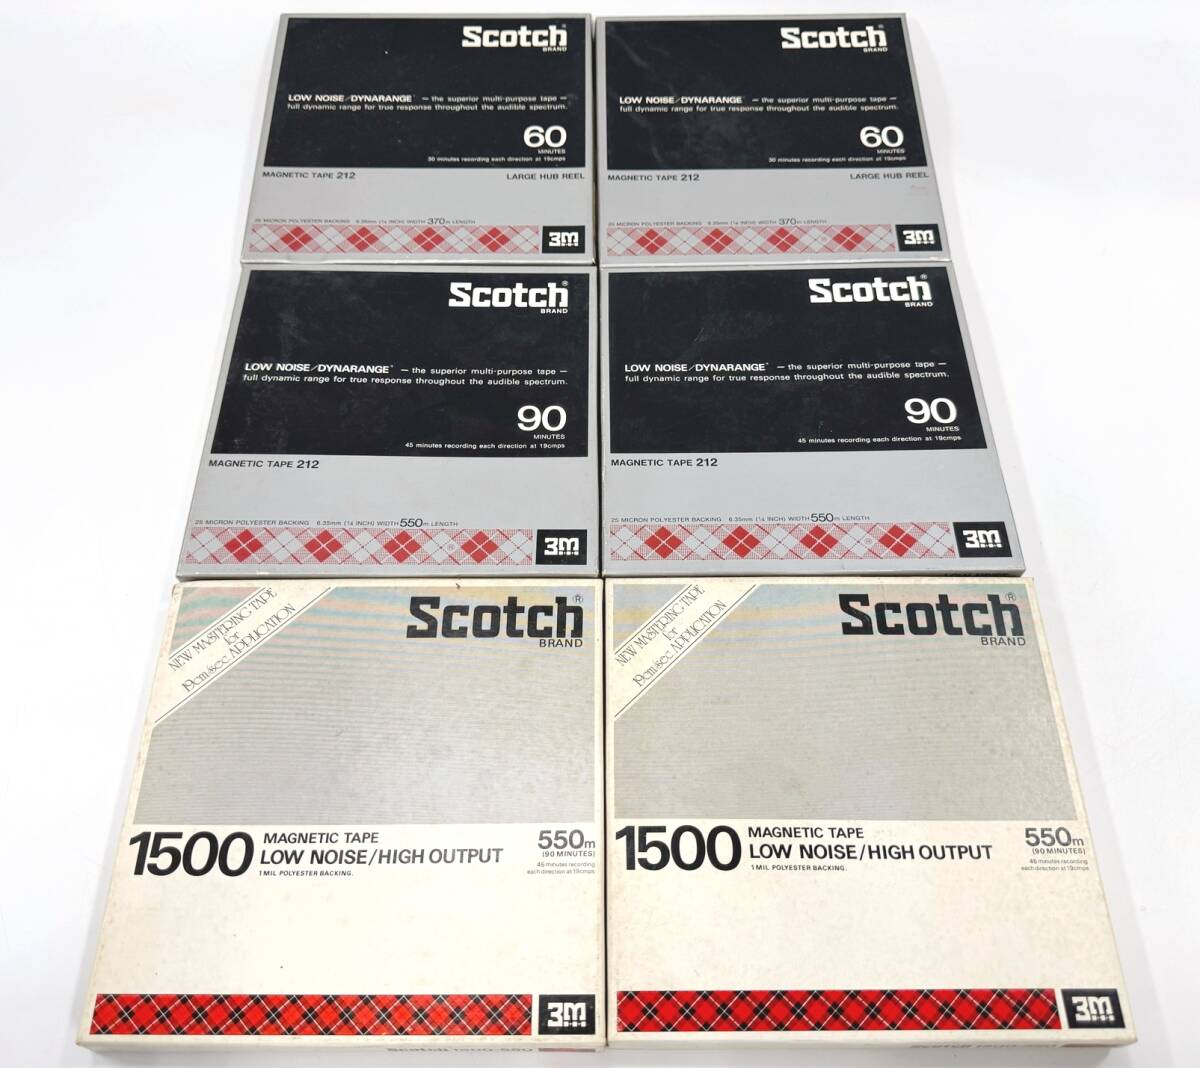 Scotch®
BRAND
LOW NOISE/DYNARANGE* — the superior multi-purpose tape —
full dynamic range for true response throughout the audible spectrum.
60
MINUTES
30 minutes recording each direction at 19cmps
MAGNETIC TAPE 212 LARGE HUB REEL
25 MICRON POLYESTER BACKING 6.35mm (¼ INCH) WIDTH 370m LENGTH
3M
Scotch®
BRAND
LOW NOISE/DYNARANGE* — the superior multi-purpose tape —
full dynamic range for true response throughout the audible spectrum.
60
MINUTES
30 minutes recording each direction at 19cmps
MAGNETIC TAPE 212 LARGE HUB REEL
25 MICRON POLYESTER BACKING 6.35mm (¼ INCH) WIDTH 370m LENGTH
3M
Scotch®
BRAND
LOW NOISE/DYNARANGE* — the superior multi-purpose tape —
full dynamic range for true response throughout the audible spectrum.
90
MINUTES
45 minutes recording each direction at 19cmps
MAGNETIC TAPE 212
25 MICRON POLYESTER BACKING 6.35mm (¼ INCH) WIDTH 550m LENGTH
3M
Scotch®
BRAND
LOW NOISE/DYNARANGE* — the superior multi-purpose tape —
full dynamic range for true response throughout the audible spectrum.
90
MINUTES
45 minutes recording each direction at 19cmps
MAGNETIC TAPE 212
25 MICRON POLYESTER BACKING 6.35mm (¼ INCH) WIDTH 550m LENGTH
3M
NEW MASTERING TAPE
for
19cm/sec APPLICATION
Scotch®
BRAND
1500 MAGNETIC TAPE
LOW NOISE/HIGH OUTPUT
1 MIL POLYESTER BACKING.
550m
(90 MINUTES)
45 minutes recording
each direction at 19cmps
3M
Scotch 1500-550
NEW MASTERING TAPE
for
19cm/sec APPLICATION
Scotch®
BRAND
1500 MAGNETIC TAPE
LOW NOISE/HIGH OUTPUT
1 MIL POLYESTER BACKING.
550m
(90 MINUTES)
45 minutes recording
each direction at 19cmps
3M